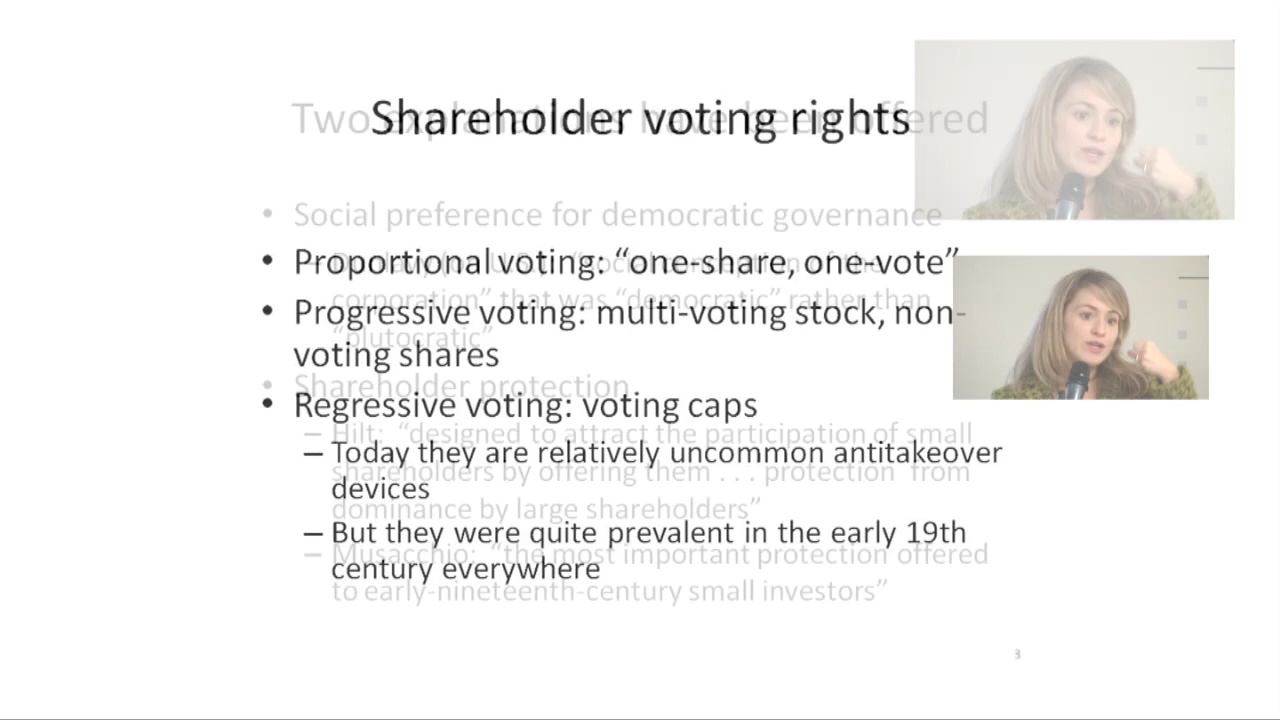 Shareholder voting rights
• Proportional voting: “one-share, one-vote”
• Progressive voting: multi-voting stock, non-
voting shares
• Regressive voting: voting caps
– Today they are relatively uncommon antitakeover
devices
– But they were quite prevalent in the early 19th
century everywhere
Two explanations have been offered
• Social preference for democratic governance
corporation” that was “democratic” rather than
“plutocratic”
• Shareholder protection
– Hilt: “designed to attract the participation of small
shareholders by offering them . . . protection from
dominance by large shareholders”
– Musacchio: “the most important protection offered
to early-nineteenth-century small investors”
3